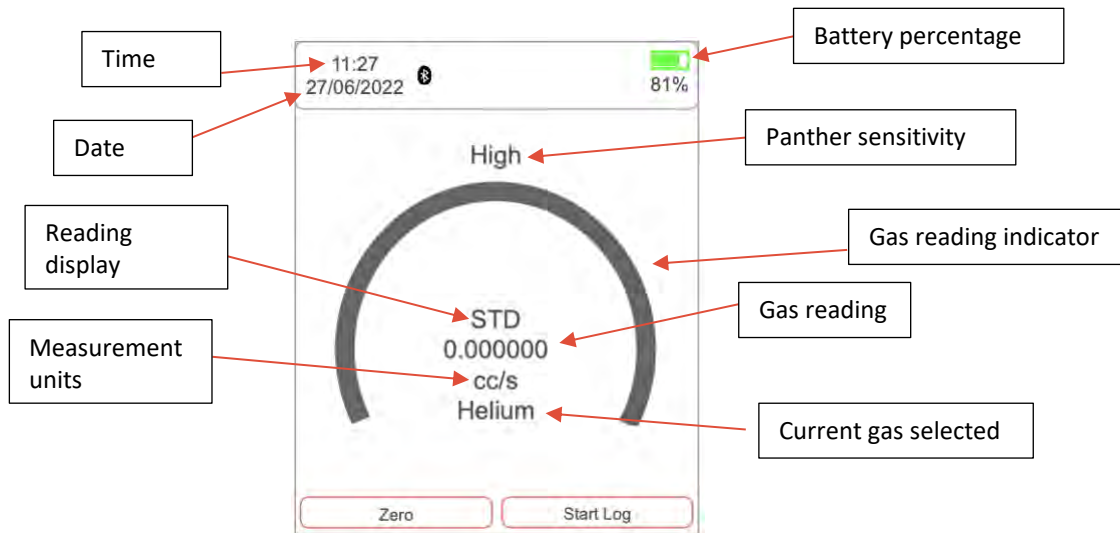 Time
Battery percentage
11:27
27/06/2022
81%
Date
Panther sensitivity
High
Reading
display
Gas reading indicator
STD
Gas reading
0.000000
Measurement
units
cc/s
Helium
Current gas selected
Zero
Start Log